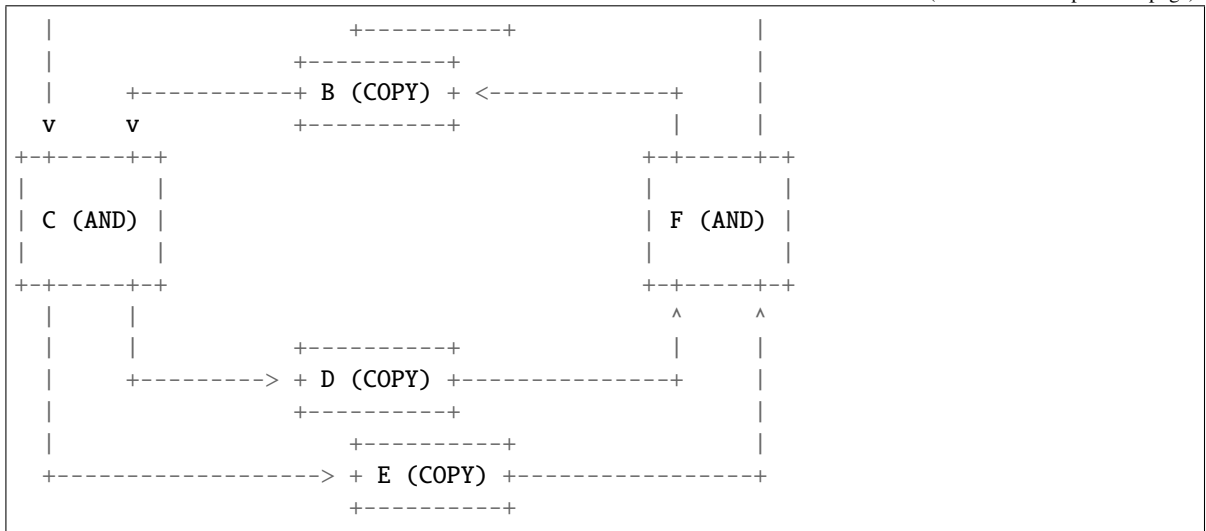 |                     +----------+                 |
|                 +----------+                     |
|     +-----------+ B (COPY) + <-------------+     |
v     v           +----------+               |     |
+-+-----+-+                                  +-+-----+-+
|         |                                  |         |
| C (AND) |                                  | F (AND) |
|         |                                  |         |
+-+-----+-+                                  +-+-----+-+
|     |                                       ^     ^
|     |           +----------+                |     |
|     +---------> + D (COPY) +---------------+     |
|                 +----------+                     |
|                     +----------+                 |
+-------------------> + E (COPY) +-----------------+
+----------+